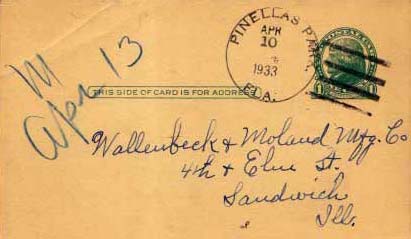 M
Apr 13
PINELLAS PARK
APR
10
1933
FLA.
THIS SIDE OF CARD IS FOR ADDRESS
Wallenbeck & Moland Mfg. Co
4th & Elm St.
Sandwich
Ill.